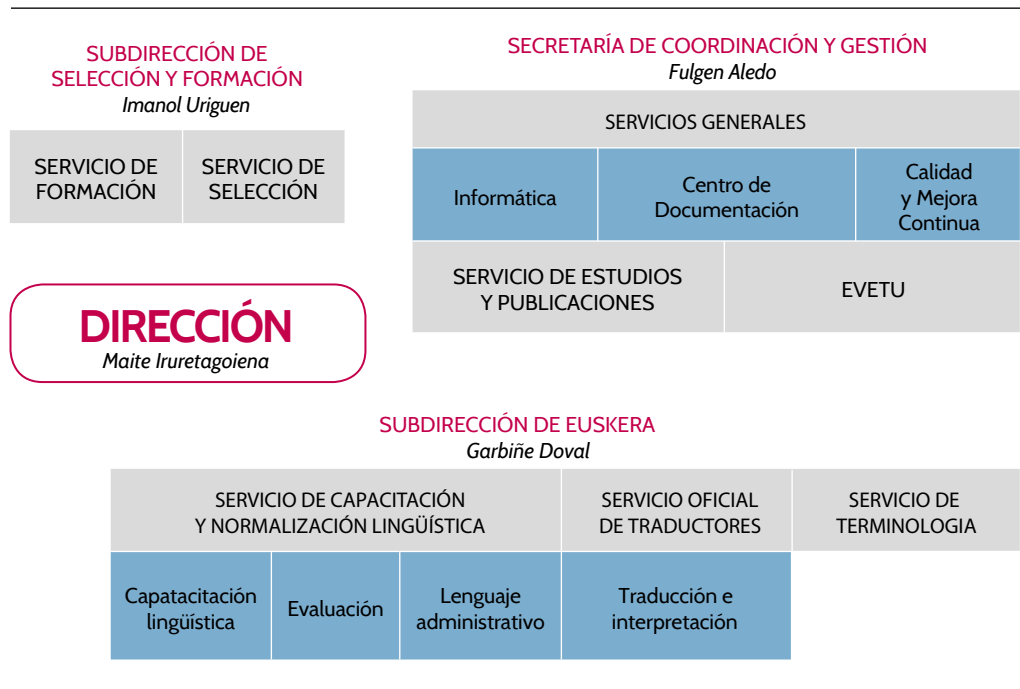 SUBDIRECCIÓN DE
SELECCIÓN Y FORMACIÓN
Imanol Uriguen
SERVICIO DE
FORMACIÓN
SERVICIO DE
SELECCIÓN
SECRETARÍA DE COORDINACIÓN Y GESTIÓN
Fulgen Aledo
SERVICIOS GENERALES
Informática
Centro de
Documentación
Calidad
y Mejora
Continua
SERVICIO DE ESTUDIOS
Y PUBLICACIONES
EVETU
DIRECCIÓN
Maite Iruretagoiena
SUBDIRECCIÓN DE EUSKERA
Garbiñe Doval
SERVICIO DE CAPACITACIÓN
Y NORMALIZACIÓN LINGÜÍSTICA
SERVICIO OFICIAL
DE TRADUCTORES
SERVICIO DE
TERMINOLOGIA
Capatacitación
lingüística
Evaluación
Lenguaje
administrativo
Traducción e
interpretación